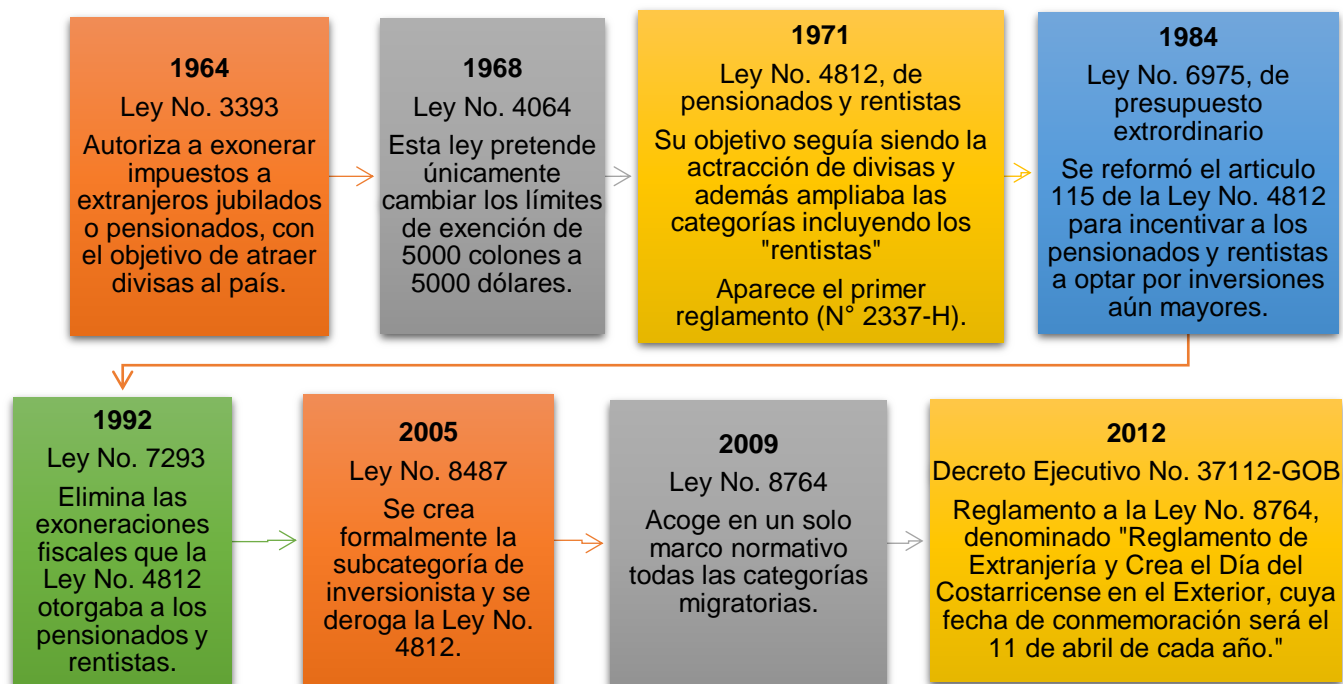 1964
Ley No. 3393
Autoriza a exonerar
impuestos a
extranjeros jubilados
o pensionados, con
el objetivo de atraer
divisas al país.
1968
Ley No. 4064
Esta ley pretende
únicamente
cambiar los límites
de exención de
5000 colones a
5000 dólares.
1971
Ley No. 4812, de
pensionados y rentistas
Su objetivo seguía siendo la
actracción de divisas y
además ampliaba las
categorías incluyendo los
"rentistas"
Aparece el primer
reglamento (N° 2337-H).
1984
Ley No. 6975, de
presupuesto
extrordinario
Se reformó el articulo
115 de la Ley No. 4812
para incentivar a los
pensionados y rentistas
a optar por inversiones
aún mayores.
1992
Ley No. 7293
Elimina las
exoneraciones
fiscales que la
Ley No. 4812
otorgaba a los
pensionados y
rentistas.
2005
Ley No. 8487
Se crea
formalmente la
subcategoría de
inversionista y se
deroga la Ley No.
4812.
2009
Ley No. 8764
Acoge en un solo
marco normativo
todas las categorías
migratorias.
2012
Decreto Ejecutivo No. 37112-GOB
Reglamento a la Ley No. 8764,
denominado "Reglamento de
Extranjería y Crea el Día del
Costarricense en el Exterior, cuya
fecha de conmemoración será el
11 de abril de cada año."